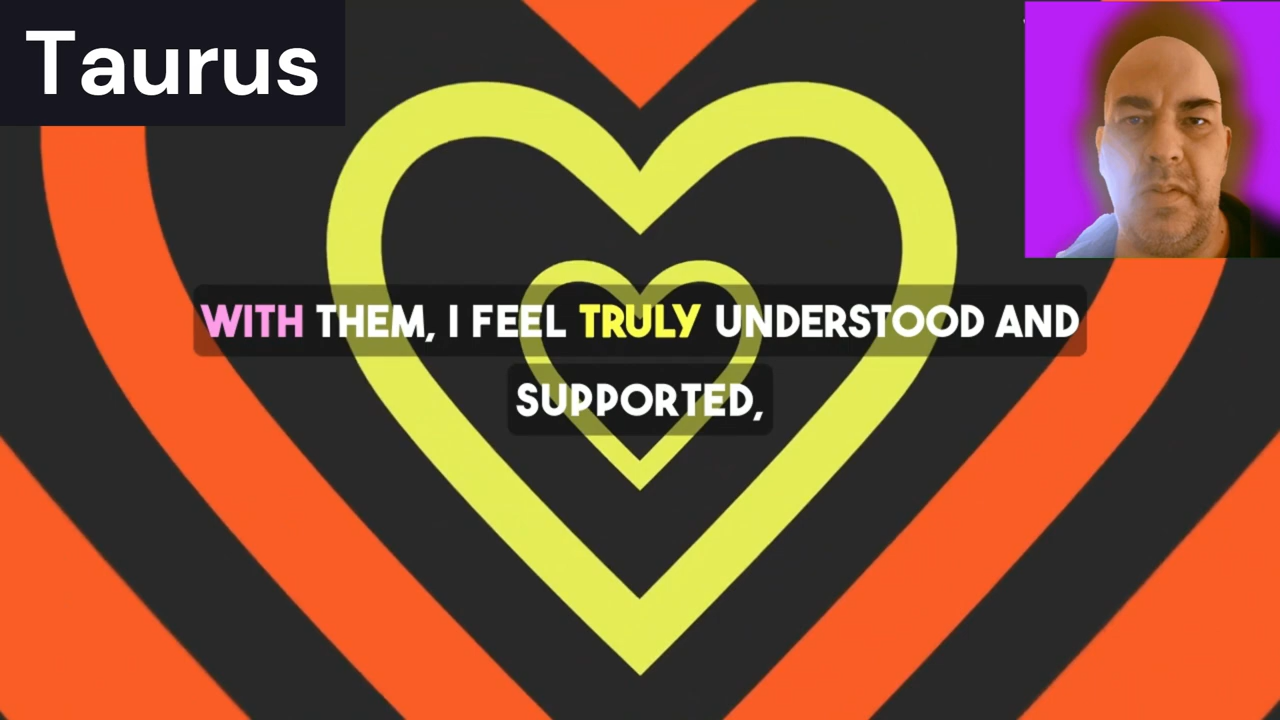 Taurus
WITH THEM, I FEEL TRULY UNDERSTOOD AND
SUPPORTED,